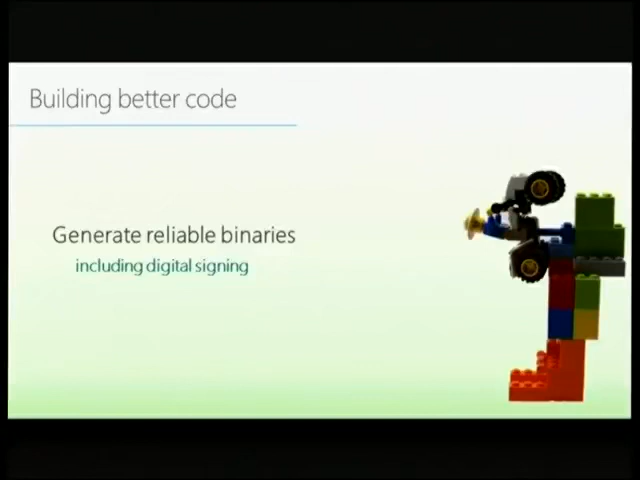 Building better code
Generate reliable binaries
including digital signing